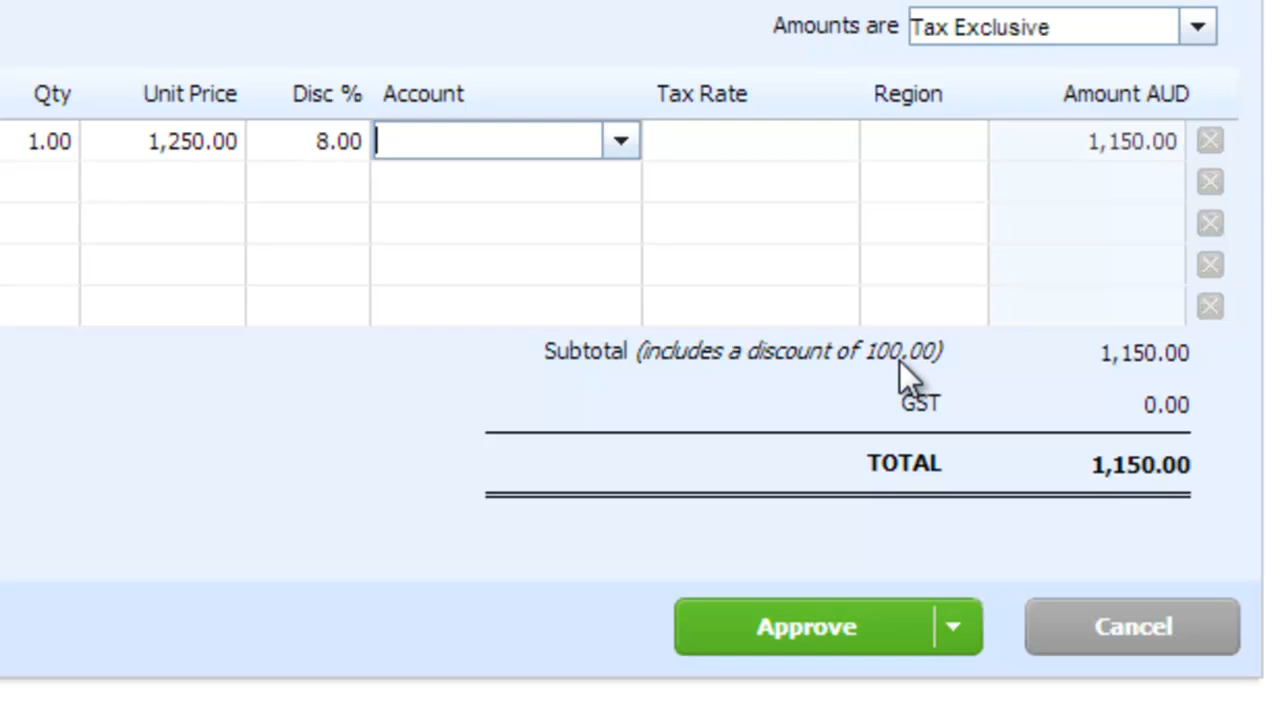 Amounts are Tax Exclusive
Qty Unit Price Disc % Account Tax Rate Region Amount AUD
1.00 1,250.00 8.00 1,150.00
Subtotal (includes a discount of 100.00) 1,150.00
GST 0.00
TOTAL 1,150.00
Approve Cancel